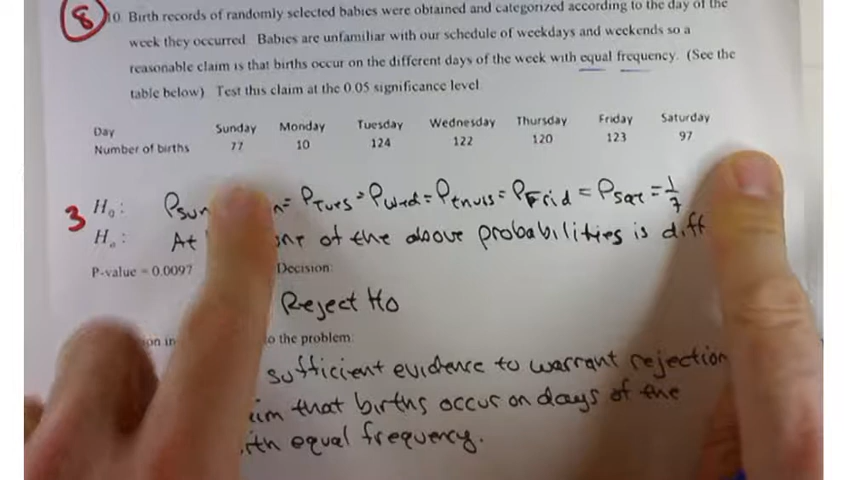 8
10. Birth records of randomly selected babies were obtained and categorized according to the day of the
week they occurred. Babies are unfamiliar with our schedule of weekdays and weekends so a
reasonable claim is that births occur on the different days of the week with equal frequency. (See the
table below) Test this claim at the 0.05 significance level.
Day Sunday Monday Tuesday Wednesday Thursday Friday Saturday
Number of births 77 10 124 122 120 123 97
3 H₀: Psun = PTues = Pwed = Pthurs = PFrid = Psat = 1/7
Hₐ: At one of the above probabilities is diff
P-value = 0.0097 Decision:
Reject Ho
to the problem:
sufficient evidence to warrant rejection
that births occur on days of the
with equal frequency.